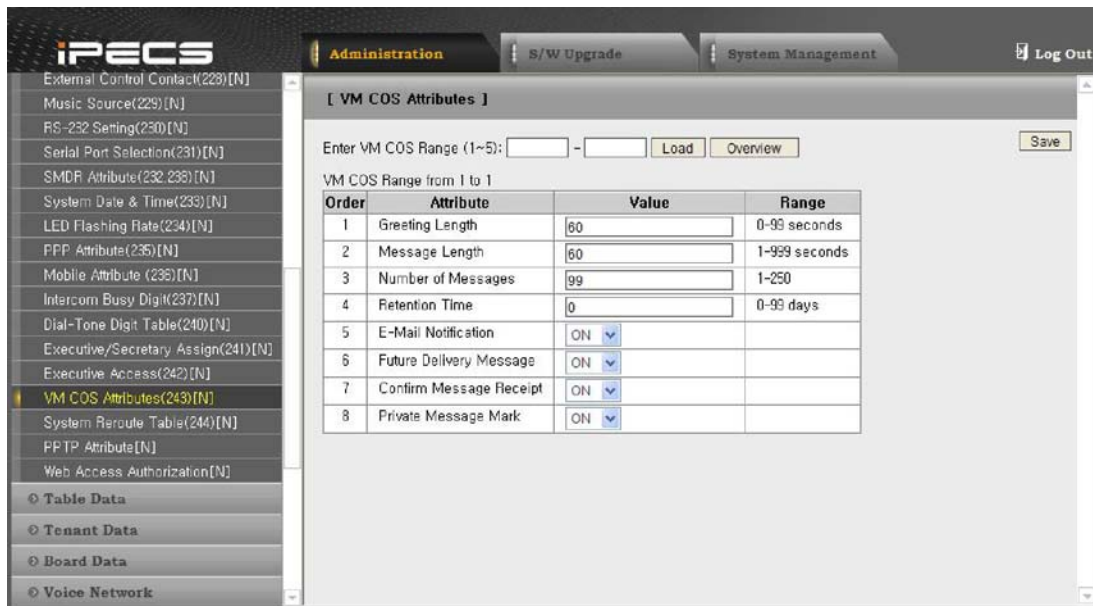 iPECS
Administration
S/W Upgrade
System Management
Log Out
External Control Contact(228)[N]
Music Source(229)[N]
RS-232 Setting(230)[N]
Serial Port Selection(231)[N]
SMDR Attribute(232,238)[N]
System Date & Time(233)[N]
LED Flashing Rate(234)[N]
PPP Attribute(235)[N]
Mobile Attribute (236)[N]
Intercom Busy Digit(237)[N]
Dial-Tone Digit Table(240)[N]
Executive/Secretary Assign(241)[N]
Executive Access(242)[N]
VM COS Attributes(243)[N]
System Reroute Table(244)[N]
PPTP Attribute[N]
Web Access Authorization[N]
Table Data
Tenant Data
Board Data
Voice Network
[ VM COS Attributes ]
Enter VM COS Range (1~5): - Load Overview Save
VM COS Range from 1 to 1
Order Attribute Value Range
1 Greeting Length 60 0-99 seconds
2 Message Length 60 1-999 seconds
3 Number of Messages 99 1-250
4 Retention Time 0 0-99 days
5 E-Mail Notification ON
6 Future Delivery Message ON
7 Confirm Message Receipt ON
8 Private Message Mark ON